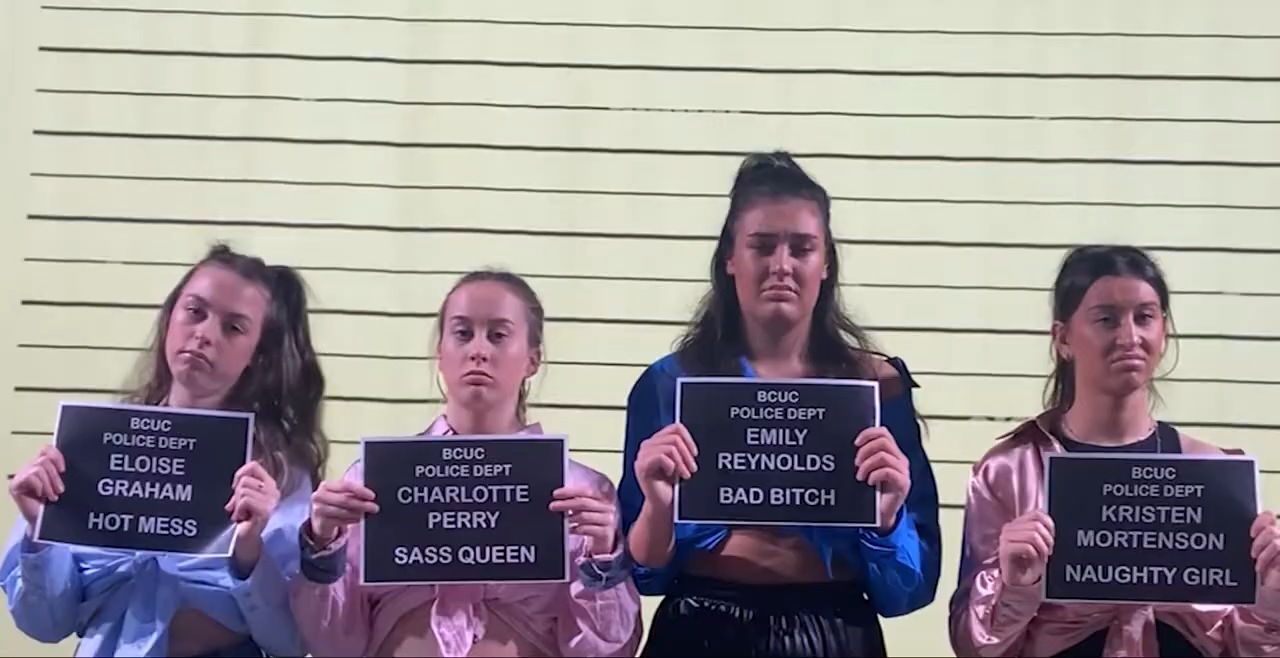 BCUC
POLICE DEPT
ELOISE
GRAHAM
HOT MESS
BCUC
POLICE DEPT
CHARLOTTE
PERRY
SASS QUEEN
BCUC
POLICE DEPT
EMILY
REYNOLDS
BAD BITCH
BCUC
POLICE DEPT
KRISTEN
MORTENSON
NAUGHTY GIRL